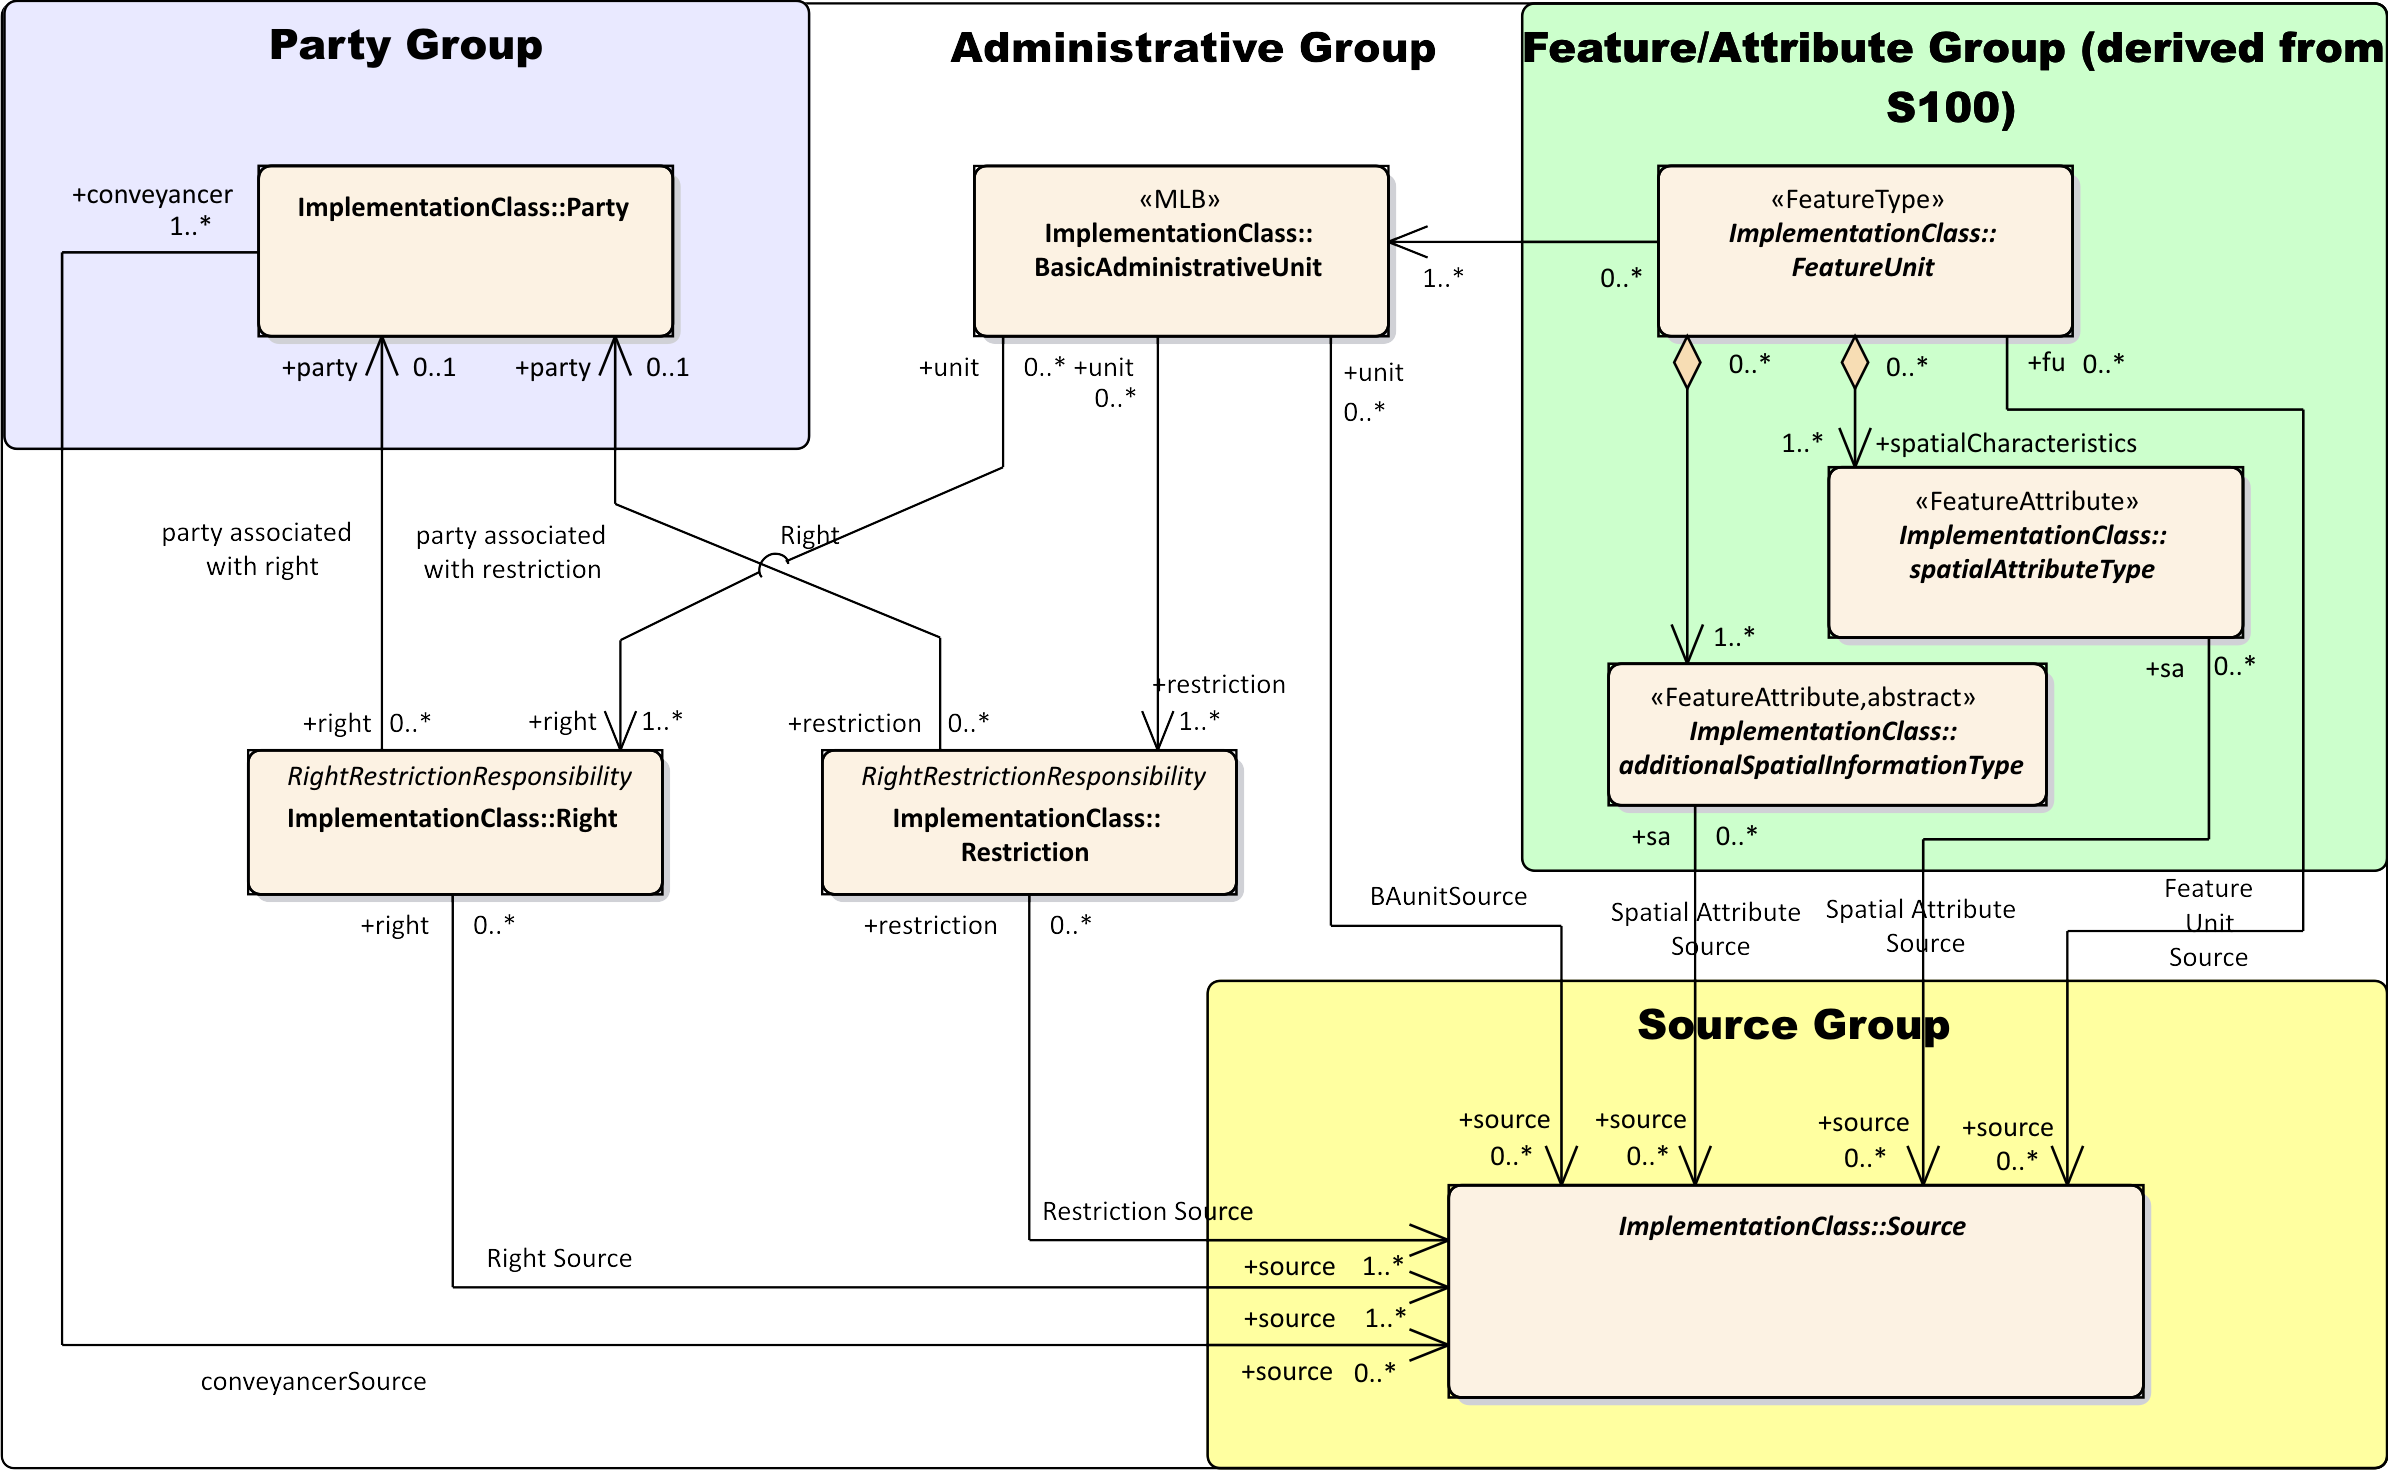 Party Group
Administrative Group
Feature/Attribute Group (derived from
S100)
+conveyancer
1..*
ImplementationClass::Party
«MLB»
ImplementationClass::
BasicAdministrativeUnit
1..*
0..*
«FeatureType»
ImplementationClass::
FeatureUnit
+party
0..1
+party
0..1
+unit
0..*
+unit
0..*
+unit
0..*
0..*
0..*
+fu
0..*
1..*
+spatialCharacteristics
«FeatureAttribute»
ImplementationClass::
spatialAttributeType
party associated
with right
party associated
with restriction
Right
1..*
+sa
0..*
+restriction
1..*
+right
0..*
+right
1..*
+restriction
0..*
«FeatureAttribute,abstract»
ImplementationClass::
additionalSpatialInformationType
RightRestrictionResponsibility
ImplementationClass::Right
RightRestrictionResponsibility
ImplementationClass::
Restriction
+sa
0..*
+right
0..*
+restriction
0..*
BAunitSource
Spatial Attribute
Source
Spatial Attribute
Source
Feature
Unit
Source
Source Group
+source
0..*
+source
0..*
+source
0..*
+source
0..*
Restriction Source
ImplementationClass::Source
Right Source
+source
1..*
+source
1..*
+source
0..*
conveyancerSource